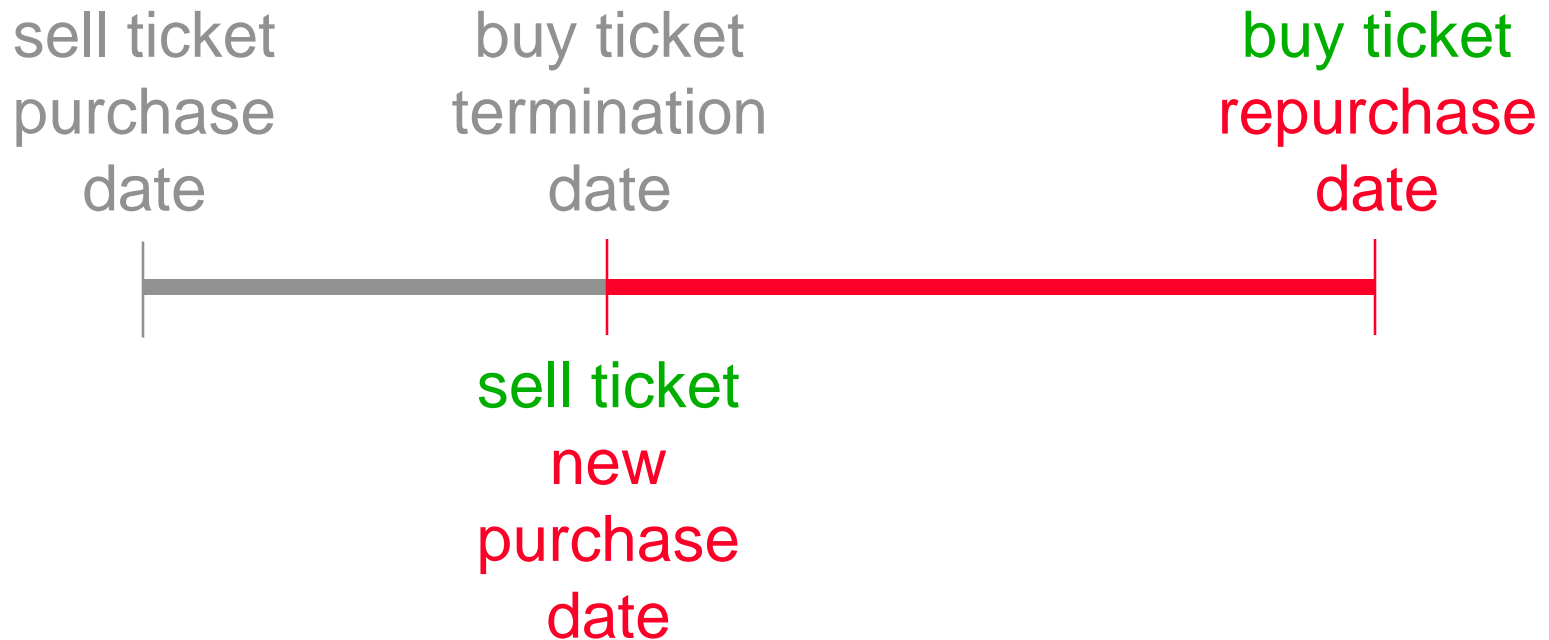 sell ticket
purchase
date
buy ticket
termination
date
buy ticket
repurchase
date
sell ticket
new
purchase
date